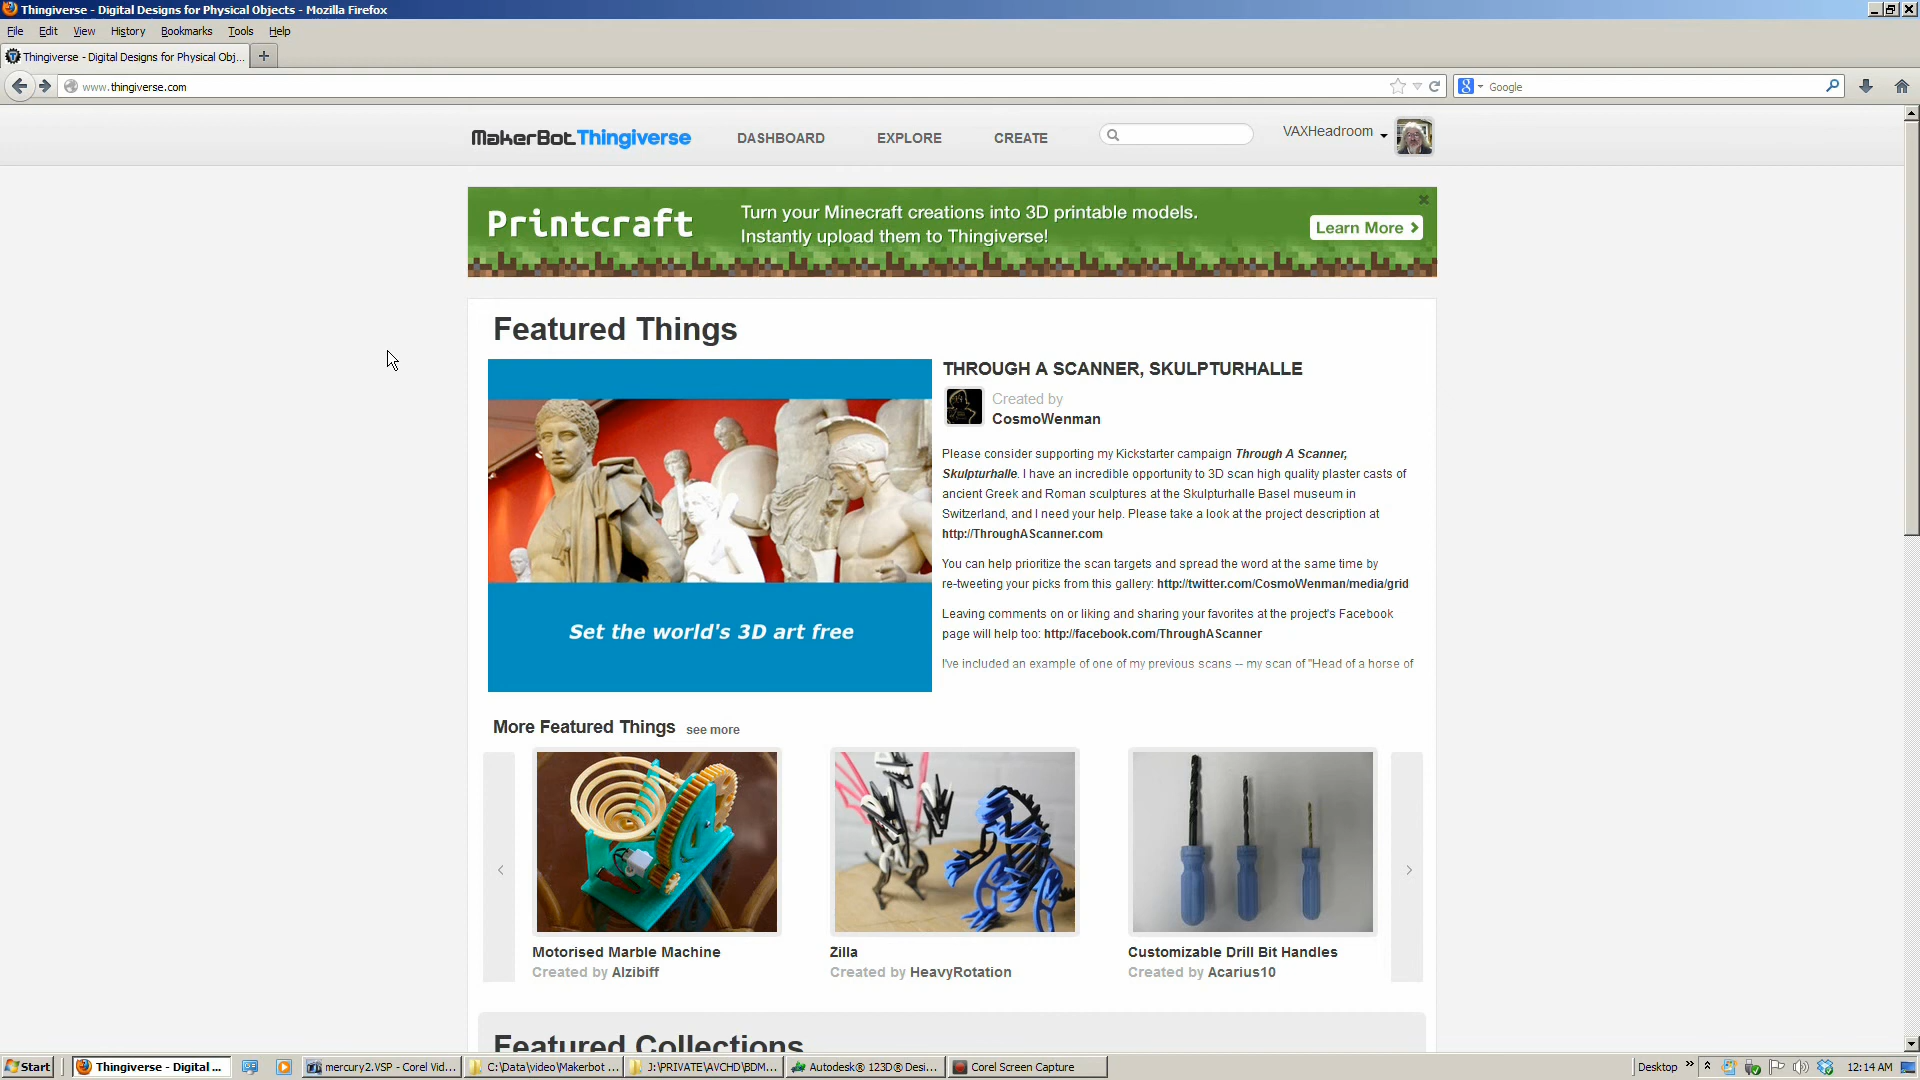 Thingiverse - Digital Designs for Physical Objects - Mozilla Firefox
File Edit View History Bookmarks Tools Help
Thingiverse - Digital Designs for Physical Obj...
www.thingiverse.com
Google
MakerBot Thingiverse DASHBOARD EXPLORE CREATE VAXHeadroom
Printcraft
Turn your Minecraft creations into 3D printable models.
Instantly upload them to Thingiverse!
Learn More
Featured Things
Set the world's 3D art free
THROUGH A SCANNER, SKULPTURHALLE
Created by
CosmoWenman
Please consider supporting my Kickstarter campaign Through A Scanner,
Skulpturhalle. I have an incredible opportunity to 3D scan high quality plaster casts of
ancient Greek and Roman sculptures at the Skulpturhalle Basel museum in
Switzerland, and I need your help. Please take a look at the project description at
http://ThroughAScanner.com
You can help prioritize the scan targets and spread the word at the same time by
re-tweeting your picks from this gallery: http://twitter.com/CosmoWenman/media/grid
Leaving comments on or liking and sharing your favorites at the project's Facebook
page will help too: http://facebook.com/ThroughAScanner
I've included an example of one of my previous scans -- my scan of "Head of a horse of
More Featured Things see more
Motorised Marble Machine
Created by Alzibiff
Zilla
Created by HeavyRotation
Customizable Drill Bit Handles
Created by Acarius10
Featured Collections
Start Thingiverse - Digital ... mercury2.VSP - Corel Vid... C:\Data\video\Makerbot ... J:\PRIVATE\AVCHD\BDM... Autodesk® 123D® Desi... Corel Screen Capture Desktop 12:14 AM